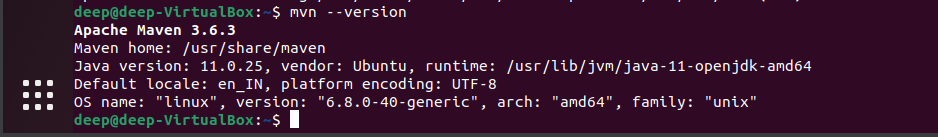 deep@deep-VirtualBox:~$ mvn --version
Apache Maven 3.6.3
Maven home: /usr/share/maven
Java version: 11.0.25, vendor: Ubuntu, runtime: /usr/lib/jvm/java-11-openjdk-amd64
Default locale: en_IN, platform encoding: UTF-8
OS name: "linux", version: "6.8.0-40-generic", arch: "amd64", family: "unix"
deep@deep-VirtualBox:~$